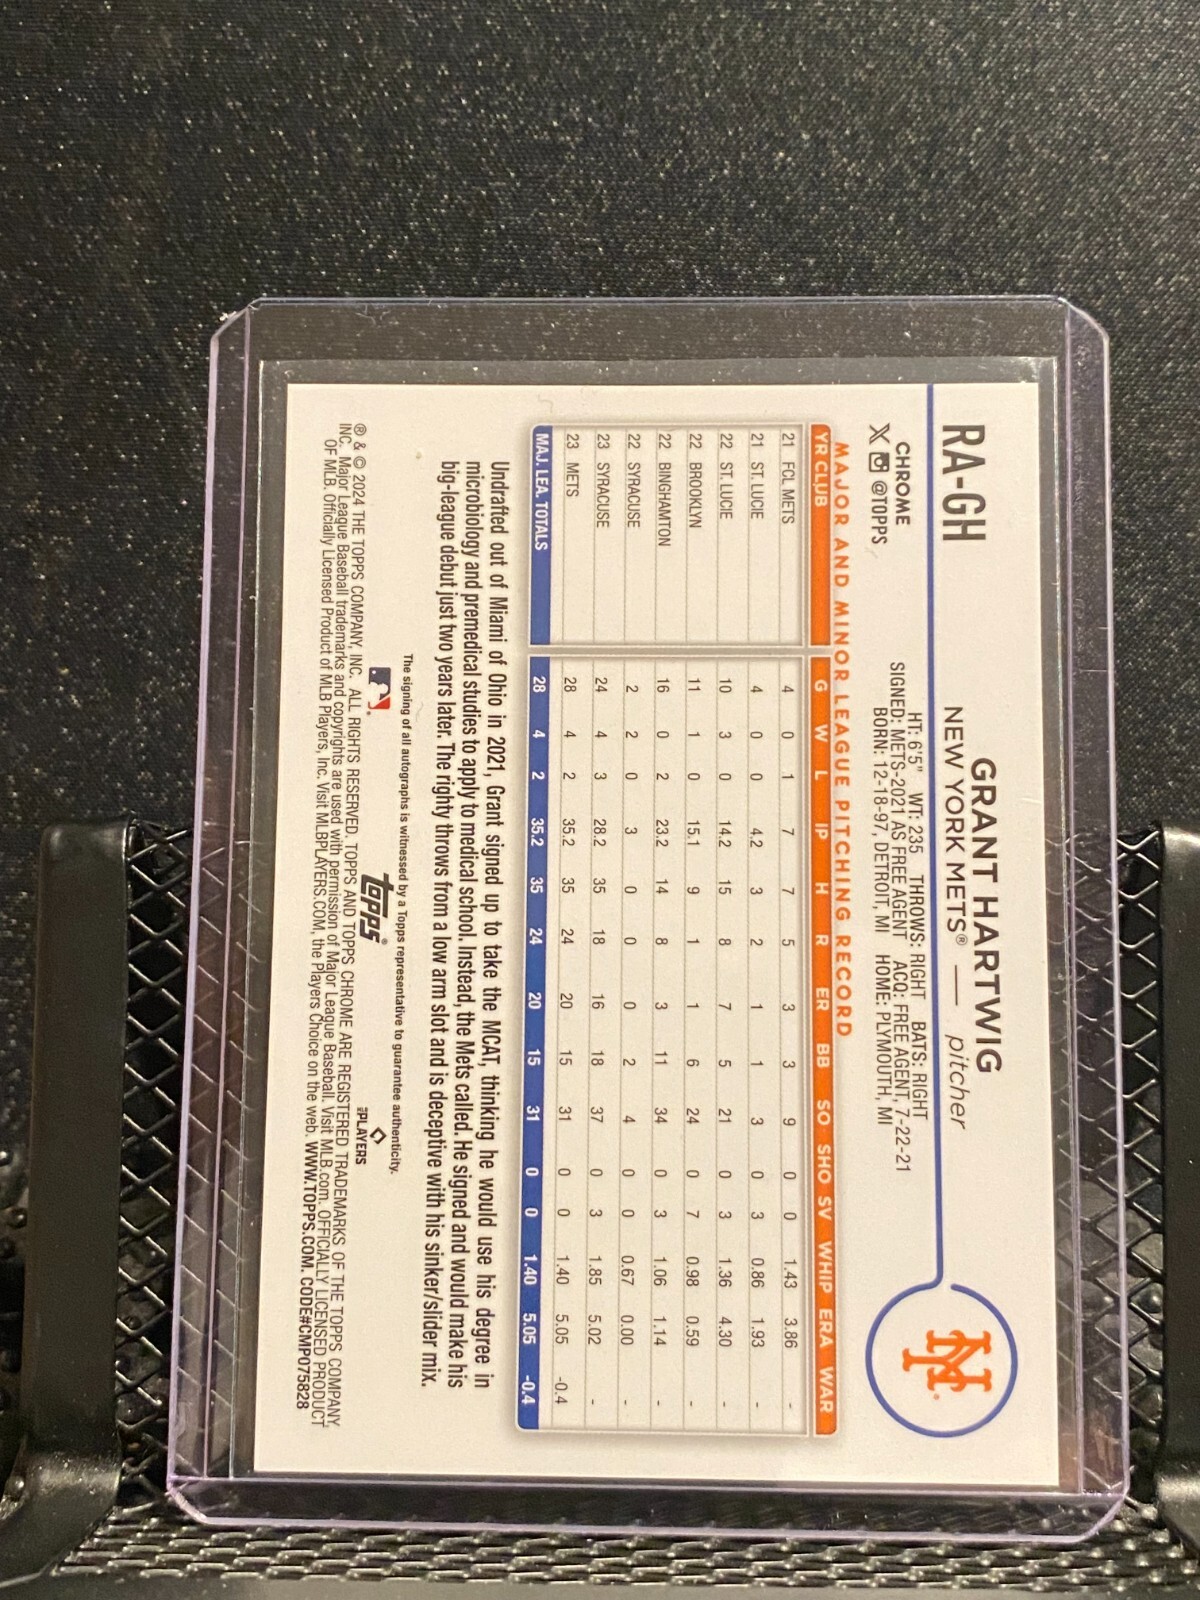 RA-GH
GRANT HARTWIG
NEW YORK METS® — pitcher
CHROME
X @TOPPS
HT: 6'5" WT: 235 THROWS: RIGHT BATS: RIGHT
SIGNED: METS-2021 AS FREE AGENT ACQ: FREE AGENT, 7-22-21
BORN: 12-18-97, DETROIT, MI HOME: PLYMOUTH, MI
NY
MAJOR AND MINOR LEAGUE PITCHING RECORD
YR CLUB G W L IP H R ER BB SO SHO SV WHIP ERA WAR
21 FCL METS 4 0 1 7 7 5 3 3 9 0 0 1.43 3.86 -
21 ST. LUCIE 4 0 0 4.2 3 2 1 1 3 0 3 0.86 1.93 -
22 ST. LUCIE 10 3 0 14.2 15 8 7 5 21 0 3 1.36 4.30 -
22 BROOKLYN 11 1 0 15.1 9 1 1 6 24 0 7 0.98 0.59 -
22 BINGHAMTON 16 0 2 23.2 14 8 3 11 34 0 3 1.06 1.14 -
22 SYRACUSE 2 2 0 3 0 0 0 2 4 0 0 0.67 0.00 -
23 SYRACUSE 24 4 3 28.2 35 18 16 18 37 0 3 1.85 5.02 -
23 METS 28 4 2 35.2 35 24 20 15 31 0 0 1.40 5.05 -0.4
MAJ. LEA. TOTALS 28 4 2 35.2 35 24 20 15 31 0 0 1.40 5.05 -0.4
Undrafted out of Miami of Ohio in 2021, Grant signed up to take the MCAT, thinking he would use his degree in
microbiology and premedical studies to apply to medical school. Instead, the Mets called. He signed and would make his
big-league debut just two years later. The righty throws from a low arm slot and is deceptive with his sinker/slider mix.
The signing of all autographs is witnessed by a Topps representative to guarantee authenticity.
topps®
PLAYERS
® & © 2024 THE TOPPS COMPANY, INC. ALL RIGHTS RESERVED. TOPPS AND TOPPS CHROME ARE REGISTERED TRADEMARKS OF THE TOPPS COMPANY,
INC. Major League Baseball trademarks and copyrights are used with permission of Major League Baseball. Visit MLB.com. OFFICIALLY LICENSED PRODUCT
OF MLB. Officially Licensed Product of MLB Players, Inc. Visit MLBPLAYERS.COM, the Players Choice on the web. WWW.TOPPS.COM. CODE#CMP075828